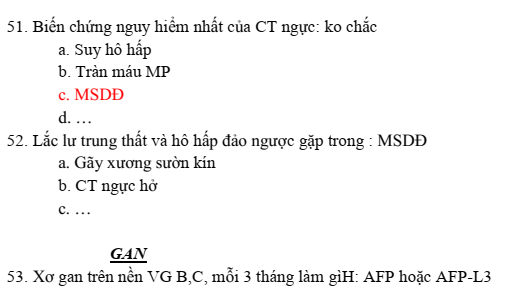 51. Biến chứng nguy hiểm nhất của CT ngực: ko chắc
a. Suy hô hấp
b. Tràn máu MP
c. MSDĐ
d. …
52. Lắc lư trung thất và hô hấp đảo ngược gặp trong : MSDĐ
a. Gãy xương sườn kín
b. CT ngực hở
c. …
GAN
53. Xơ gan trên nền VG B,C, mỗi 3 tháng làm gìH: AFP hoặc AFP-L3